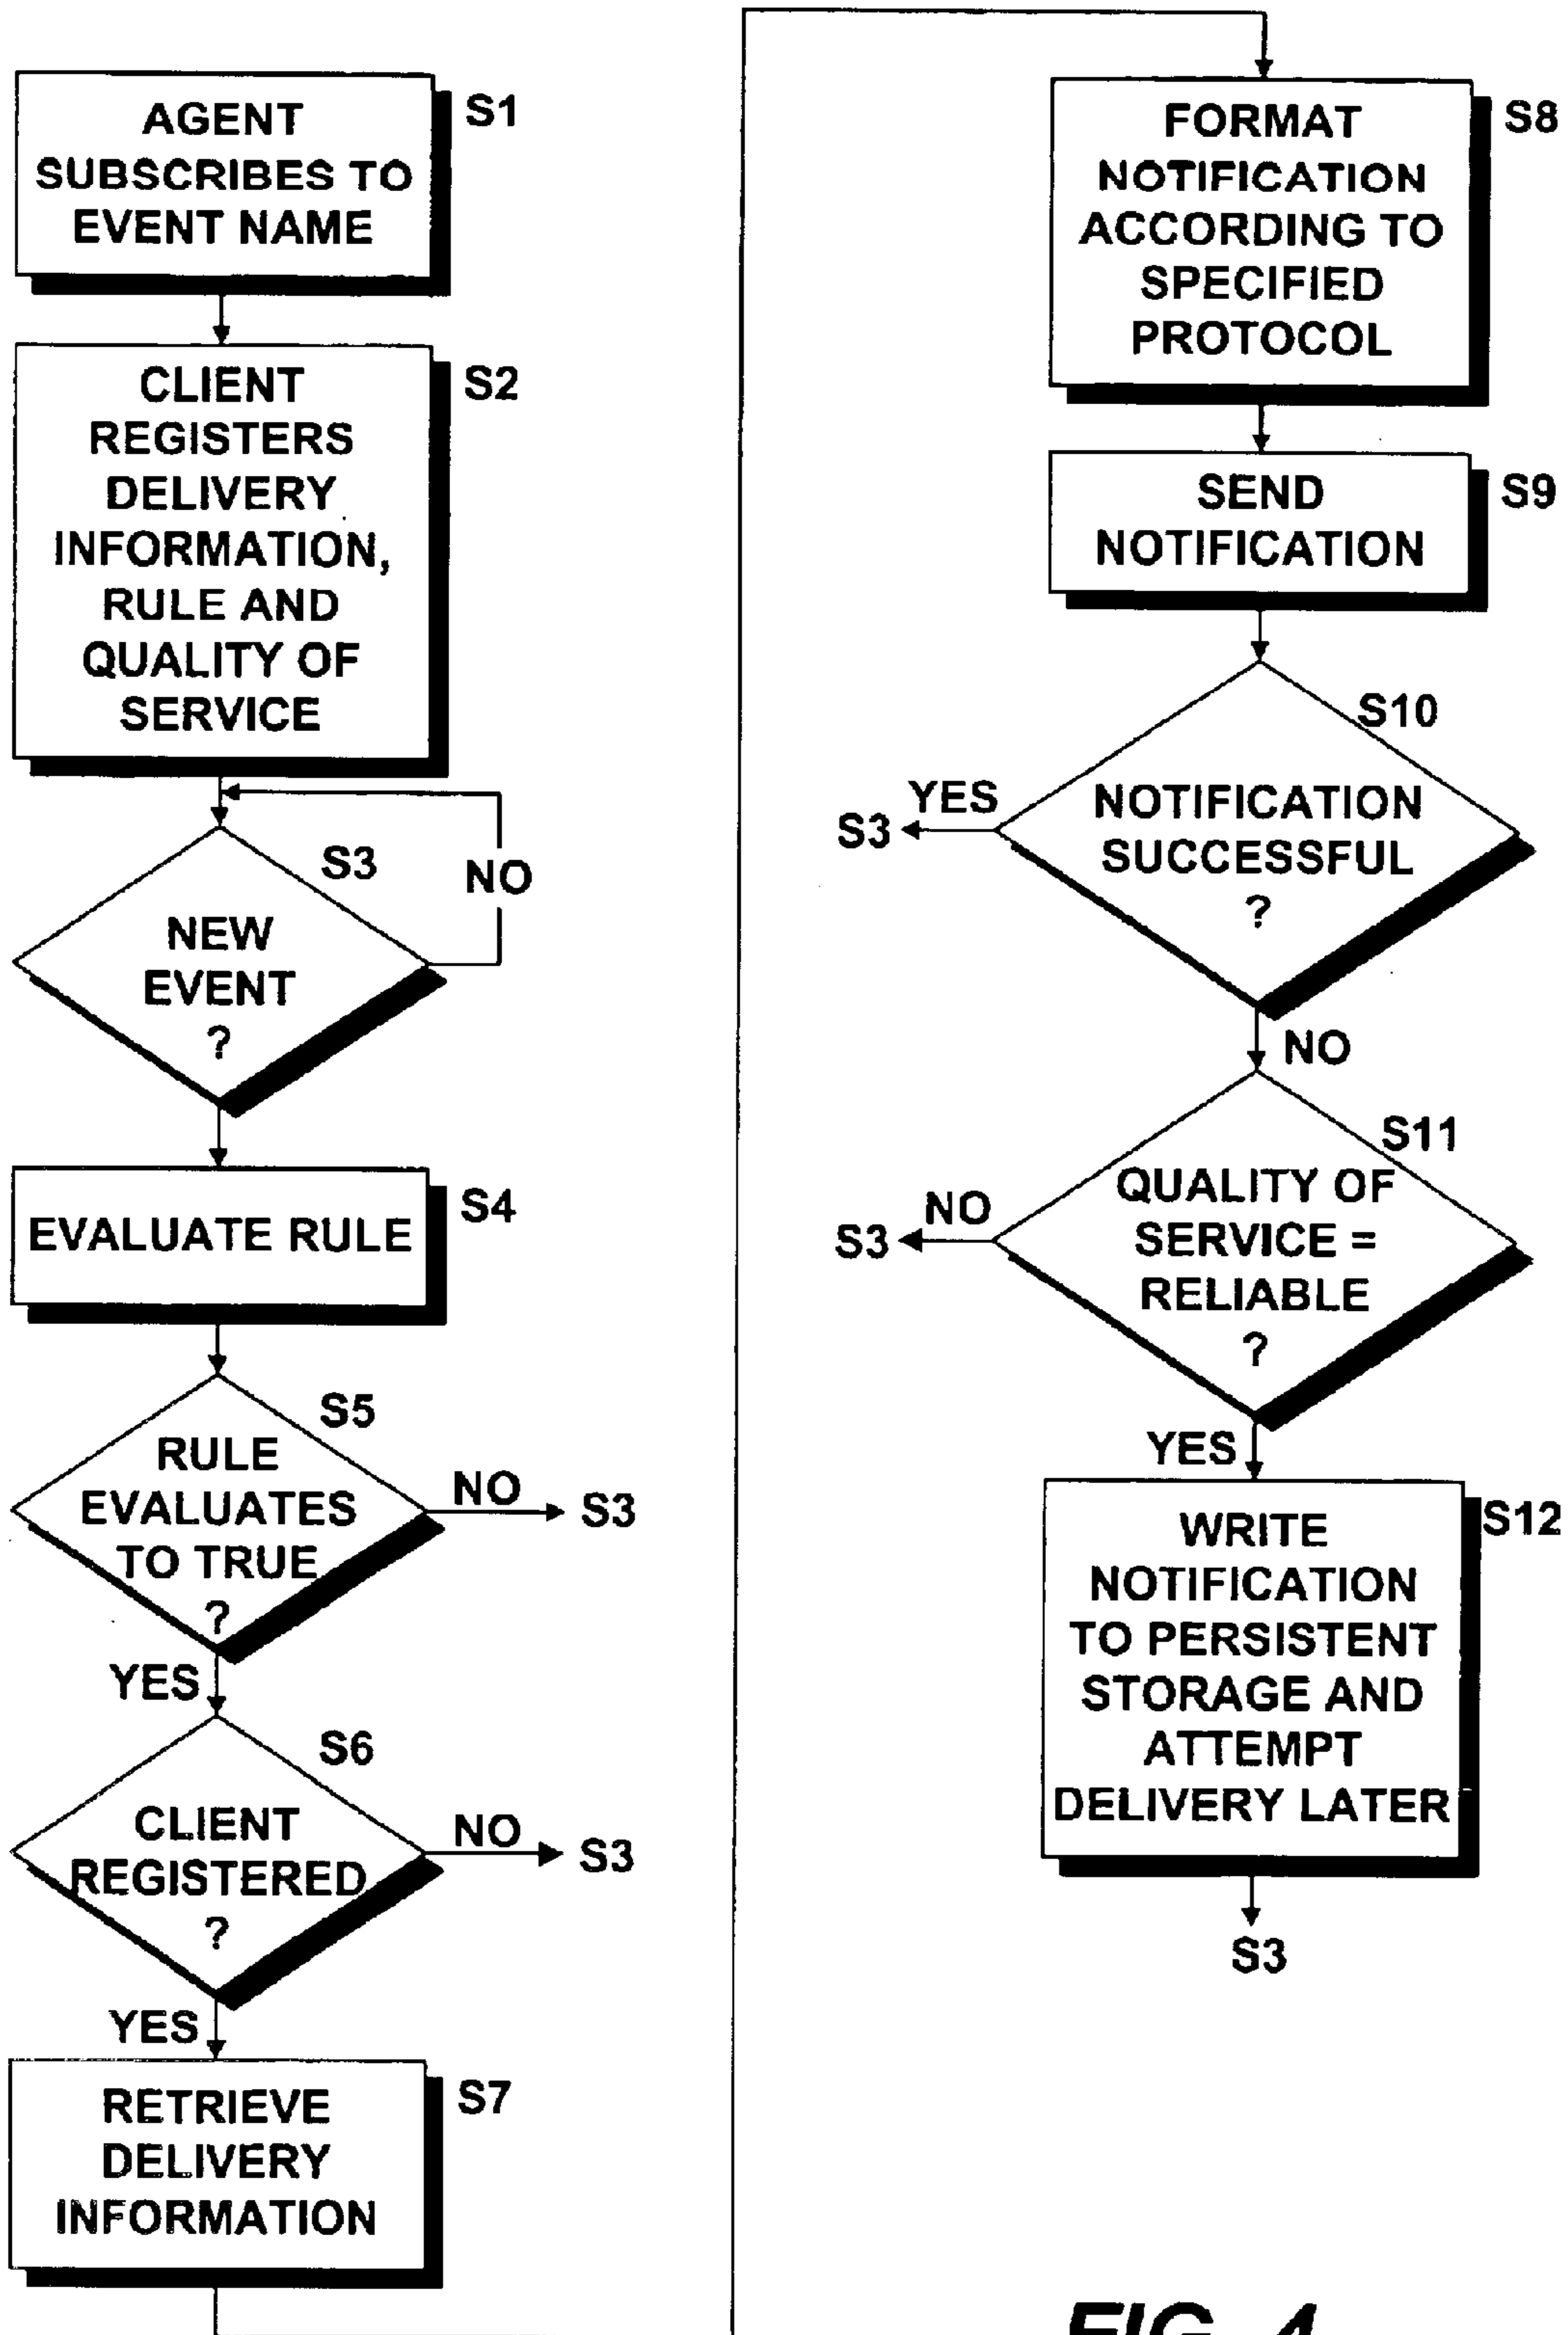 AGENT
SUBSCRIBES TO
EVENT NAME
S1
CLIENT
REGISTERS
DELIVERY
INFORMATION,
RULE AND
QUALITY OF
SERVICE
S2
S3
NO
NEW
EVENT
?
EVALUATE RULE
S4
S5
RULE
EVALUATES
TO TRUE
?
NO
S3
YES
S6
CLIENT
REGISTERED
?
NO
S3
YES
RETRIEVE
DELIVERY
INFORMATION
S7
FORMAT
NOTIFICATION
ACCORDING TO
SPECIFIED
PROTOCOL
S8
SEND
NOTIFICATION
S9
S10
NOTIFICATION
SUCCESSFUL
?
YES
S3
NO
S11
QUALITY OF
SERVICE =
RELIABLE
?
NO
S3
YES
WRITE
NOTIFICATION
TO PERSISTENT
STORAGE AND
ATTEMPT
DELIVERY LATER
S12
S3
FIG. 4